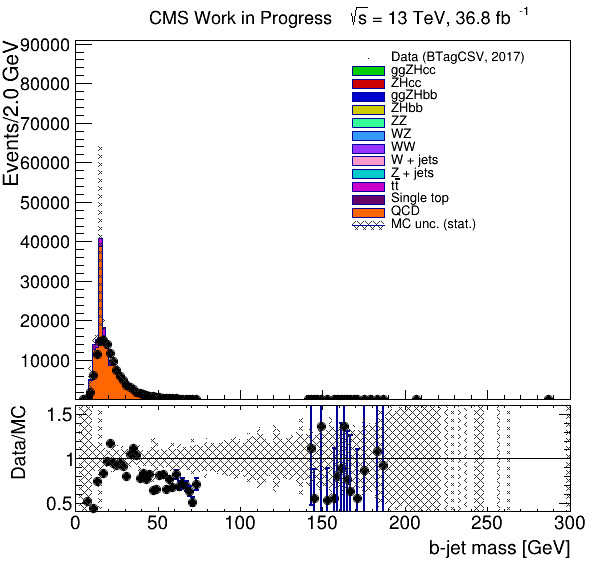 CMS Work in Progress √s = 13 TeV, 36.8 fb -1
Events/2.0 GeV
90000
80000
70000
60000
50000
40000
30000
20000
10000
Data (BTagCSV, 2017)
ggZHcc
ZHcc
ggZHbb
ZHbb
ZZ
WZ
WW
W + jets
Z + jets
tt̅
Single top
QCD
MC unc. (stat.)
Data/MC
1.5
1
0.5
0 50 100 150 200 250 300
b-jet mass [GeV]